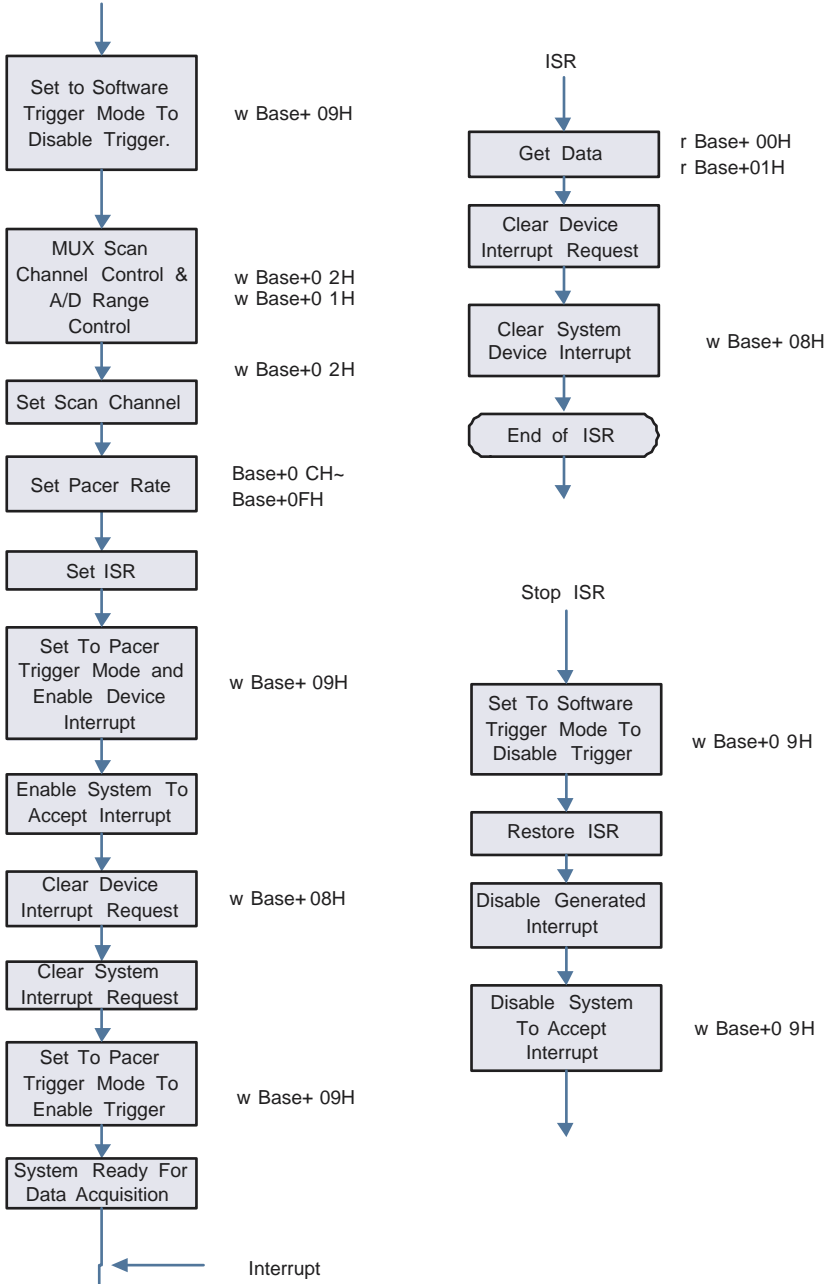 Set to Software
Trigger Mode To
Disable Trigger.
w Base+ 09H
MUX Scan
Channel Control &
A/D Range
Control
w Base+0 2H
w Base+0 1H
w Base+0 2H
Set Scan Channel
Set Pacer Rate
Base+0 CH~
Base+0FH
Set ISR
Set To Pacer
Trigger Mode and
Enable Device
Interrupt
w Base+ 09H
Enable System To
Accept Interrupt
Clear Device
Interrupt Request
w Base+ 08H
Clear System
Interrupt Request
Set To Pacer
Trigger Mode To
Enable Trigger
w Base+ 09H
System Ready For
Data Acquisition
Interrupt
ISR
Get Data
r Base+ 00H
r Base+01H
Clear Device
Interrupt Request
Clear System
Device Interrupt
w Base+ 08H
End of ISR
Stop ISR
Set To Software
Trigger Mode To
Disable Trigger
w Base+0 9H
Restore ISR
Disable Generated
Interrupt
Disable System
To Accept
Interrupt
w Base+0 9H